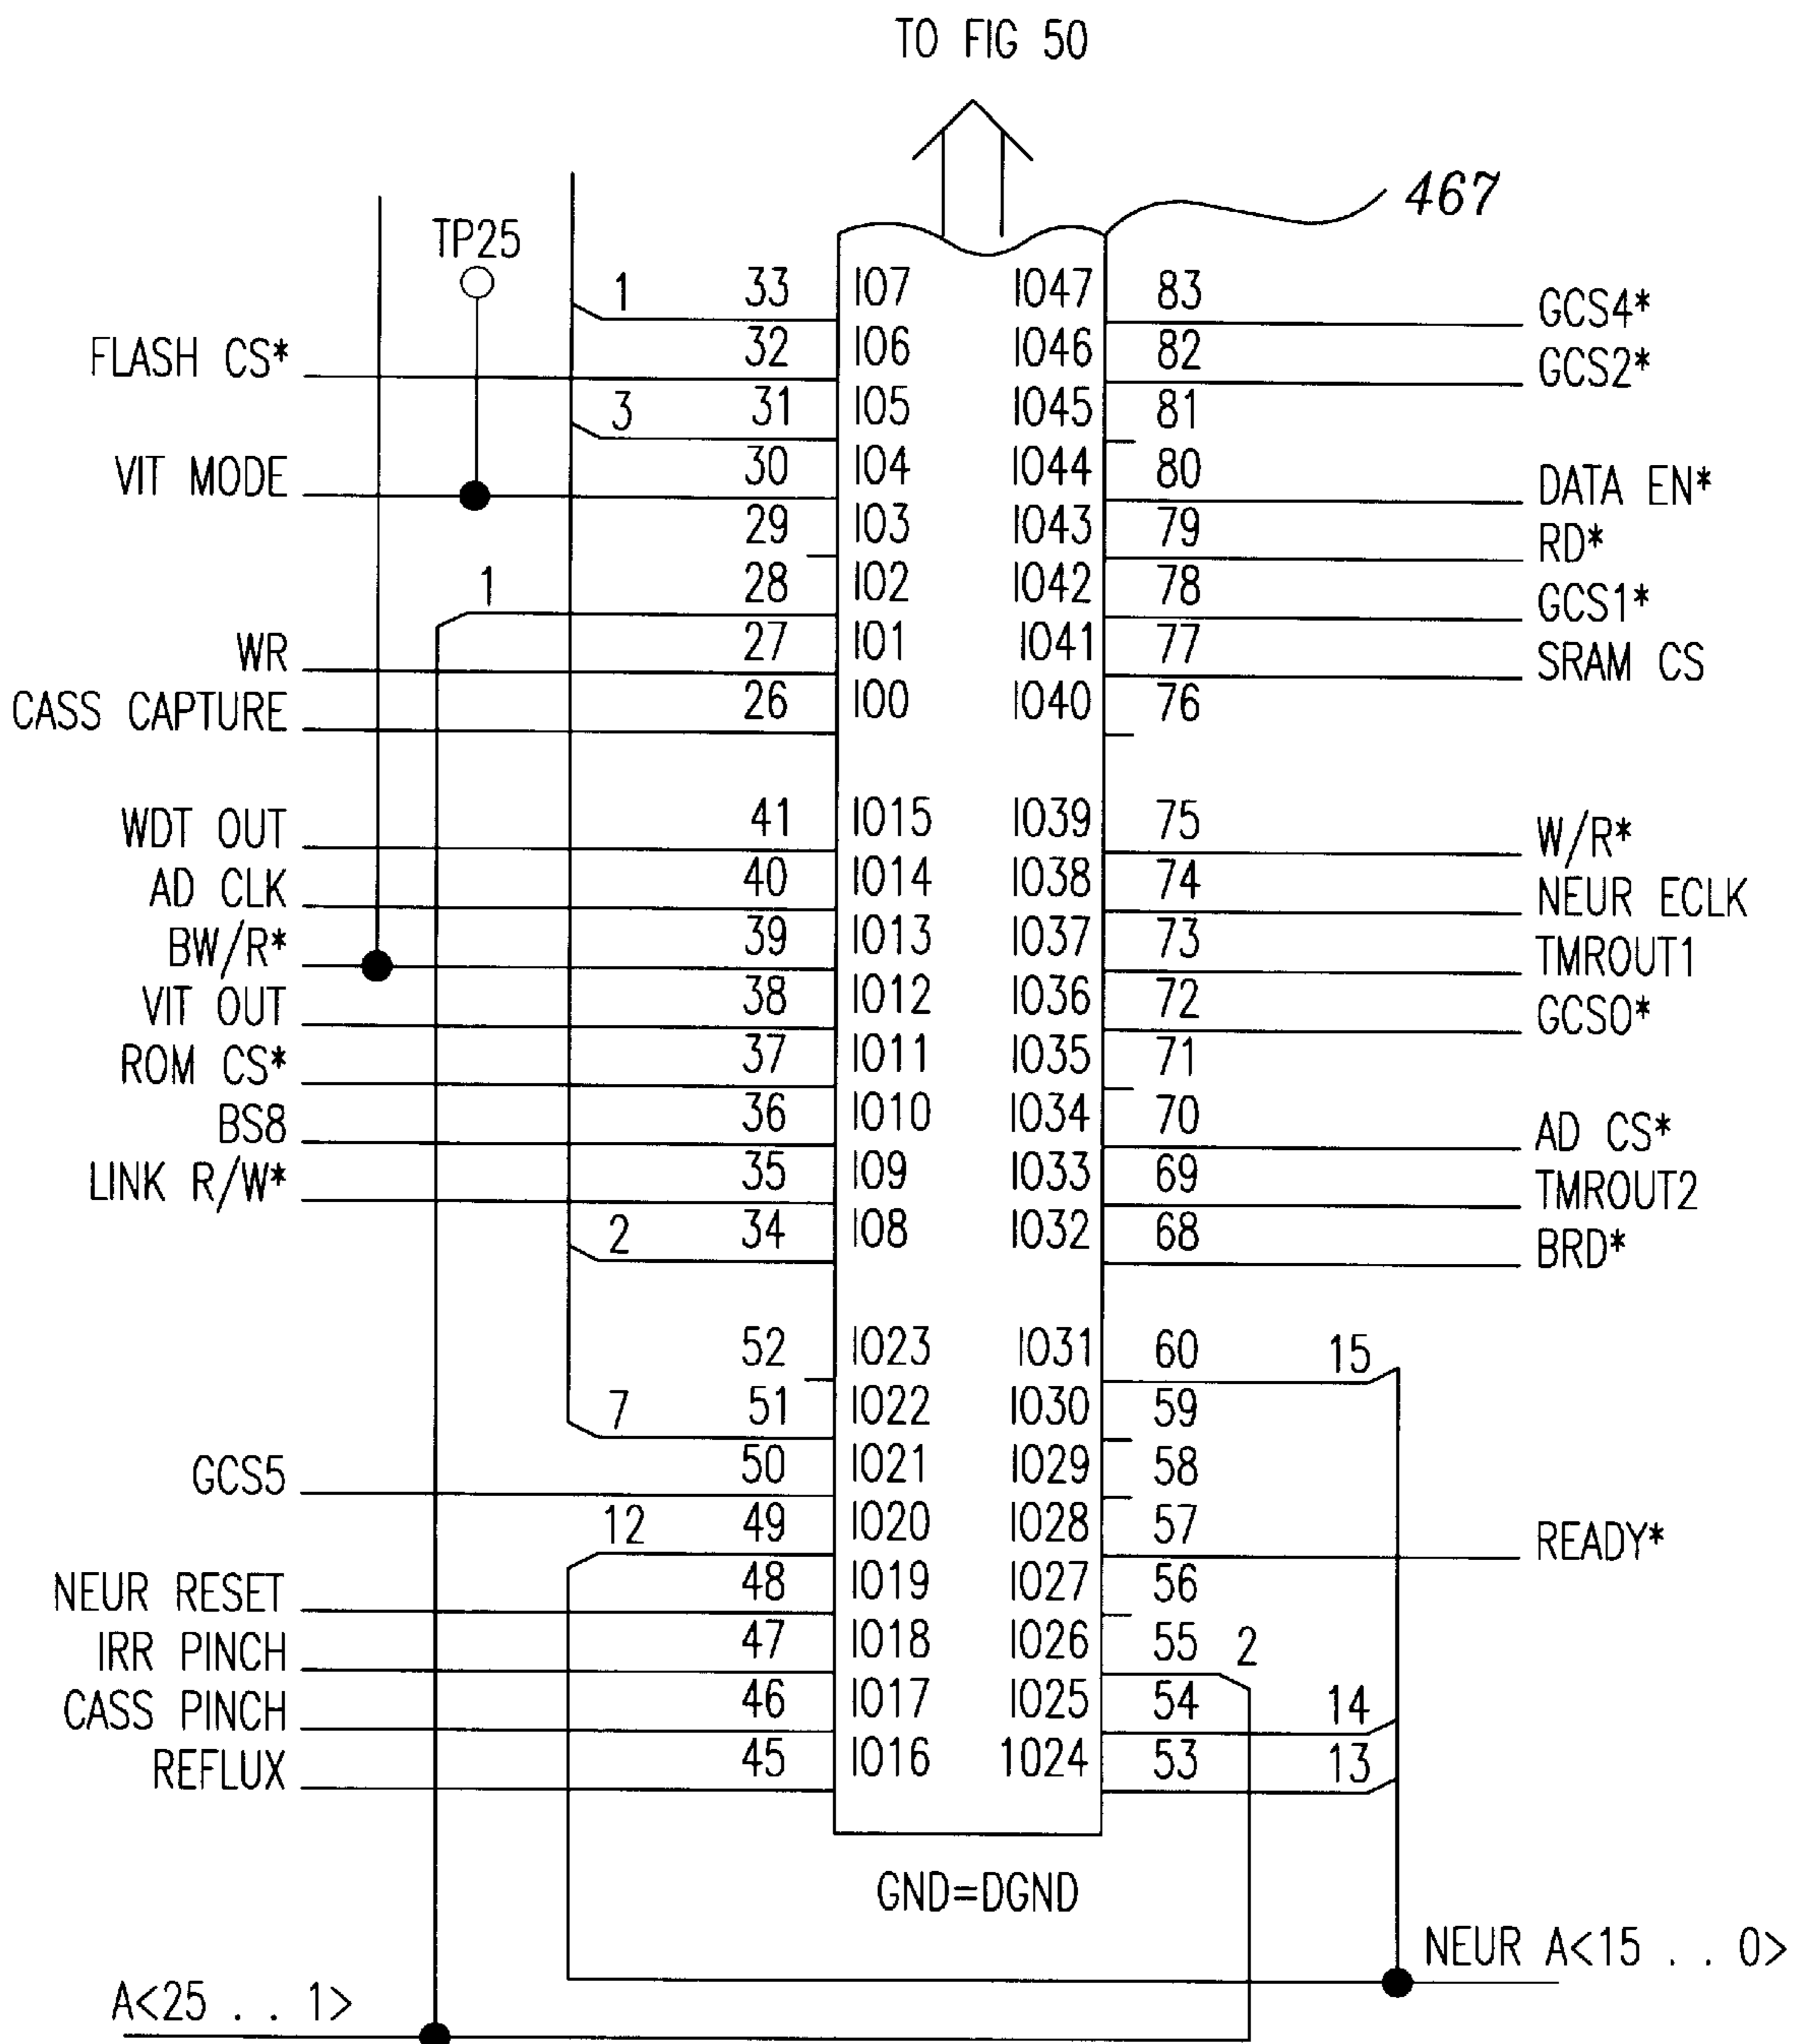 TO FIG 50
467
TP25
1 33 IO7 IO47 83 GCS4*
FLASH CS* 32 IO6 IO46 82 GCS2*
3 31 IO5 IO45 81
VIT MODE 30 IO4 IO44 80 DATA EN*
29 IO3 IO43 79 RD*
1 28 IO2 IO42 78 GCS1*
WR 27 IO1 IO41 77 SRAM CS
CASS CAPTURE 26 IO0 IO40 76
WDT OUT 41 IO15 IO39 75 W/R*
AD CLK 40 IO14 IO38 74 NEUR ECLK
BW/R* 39 IO13 IO37 73 TMROUT1
VIT OUT 38 IO12 IO36 72 GCS0*
ROM CS* 37 IO11 IO35 71
BS8 36 IO10 IO34 70 AD CS*
LINK R/W* 35 IO9 IO33 69 TMROUT2
2 34 IO8 IO32 68 BRD*
52 IO23 IO31 60 15
7 51 IO22 IO30 59
GCS5 50 IO21 IO29 58
12 49 IO20 IO28 57 READY*
NEUR RESET 48 IO19 IO27 56
IRR PINCH 47 IO18 IO26 55 2
CASS PINCH 46 IO17 IO25 54 14
REFLUX 45 IO16 1024 53 13
GND=DGND
NEUR A<15 . . 0>
A<25 . . 1>